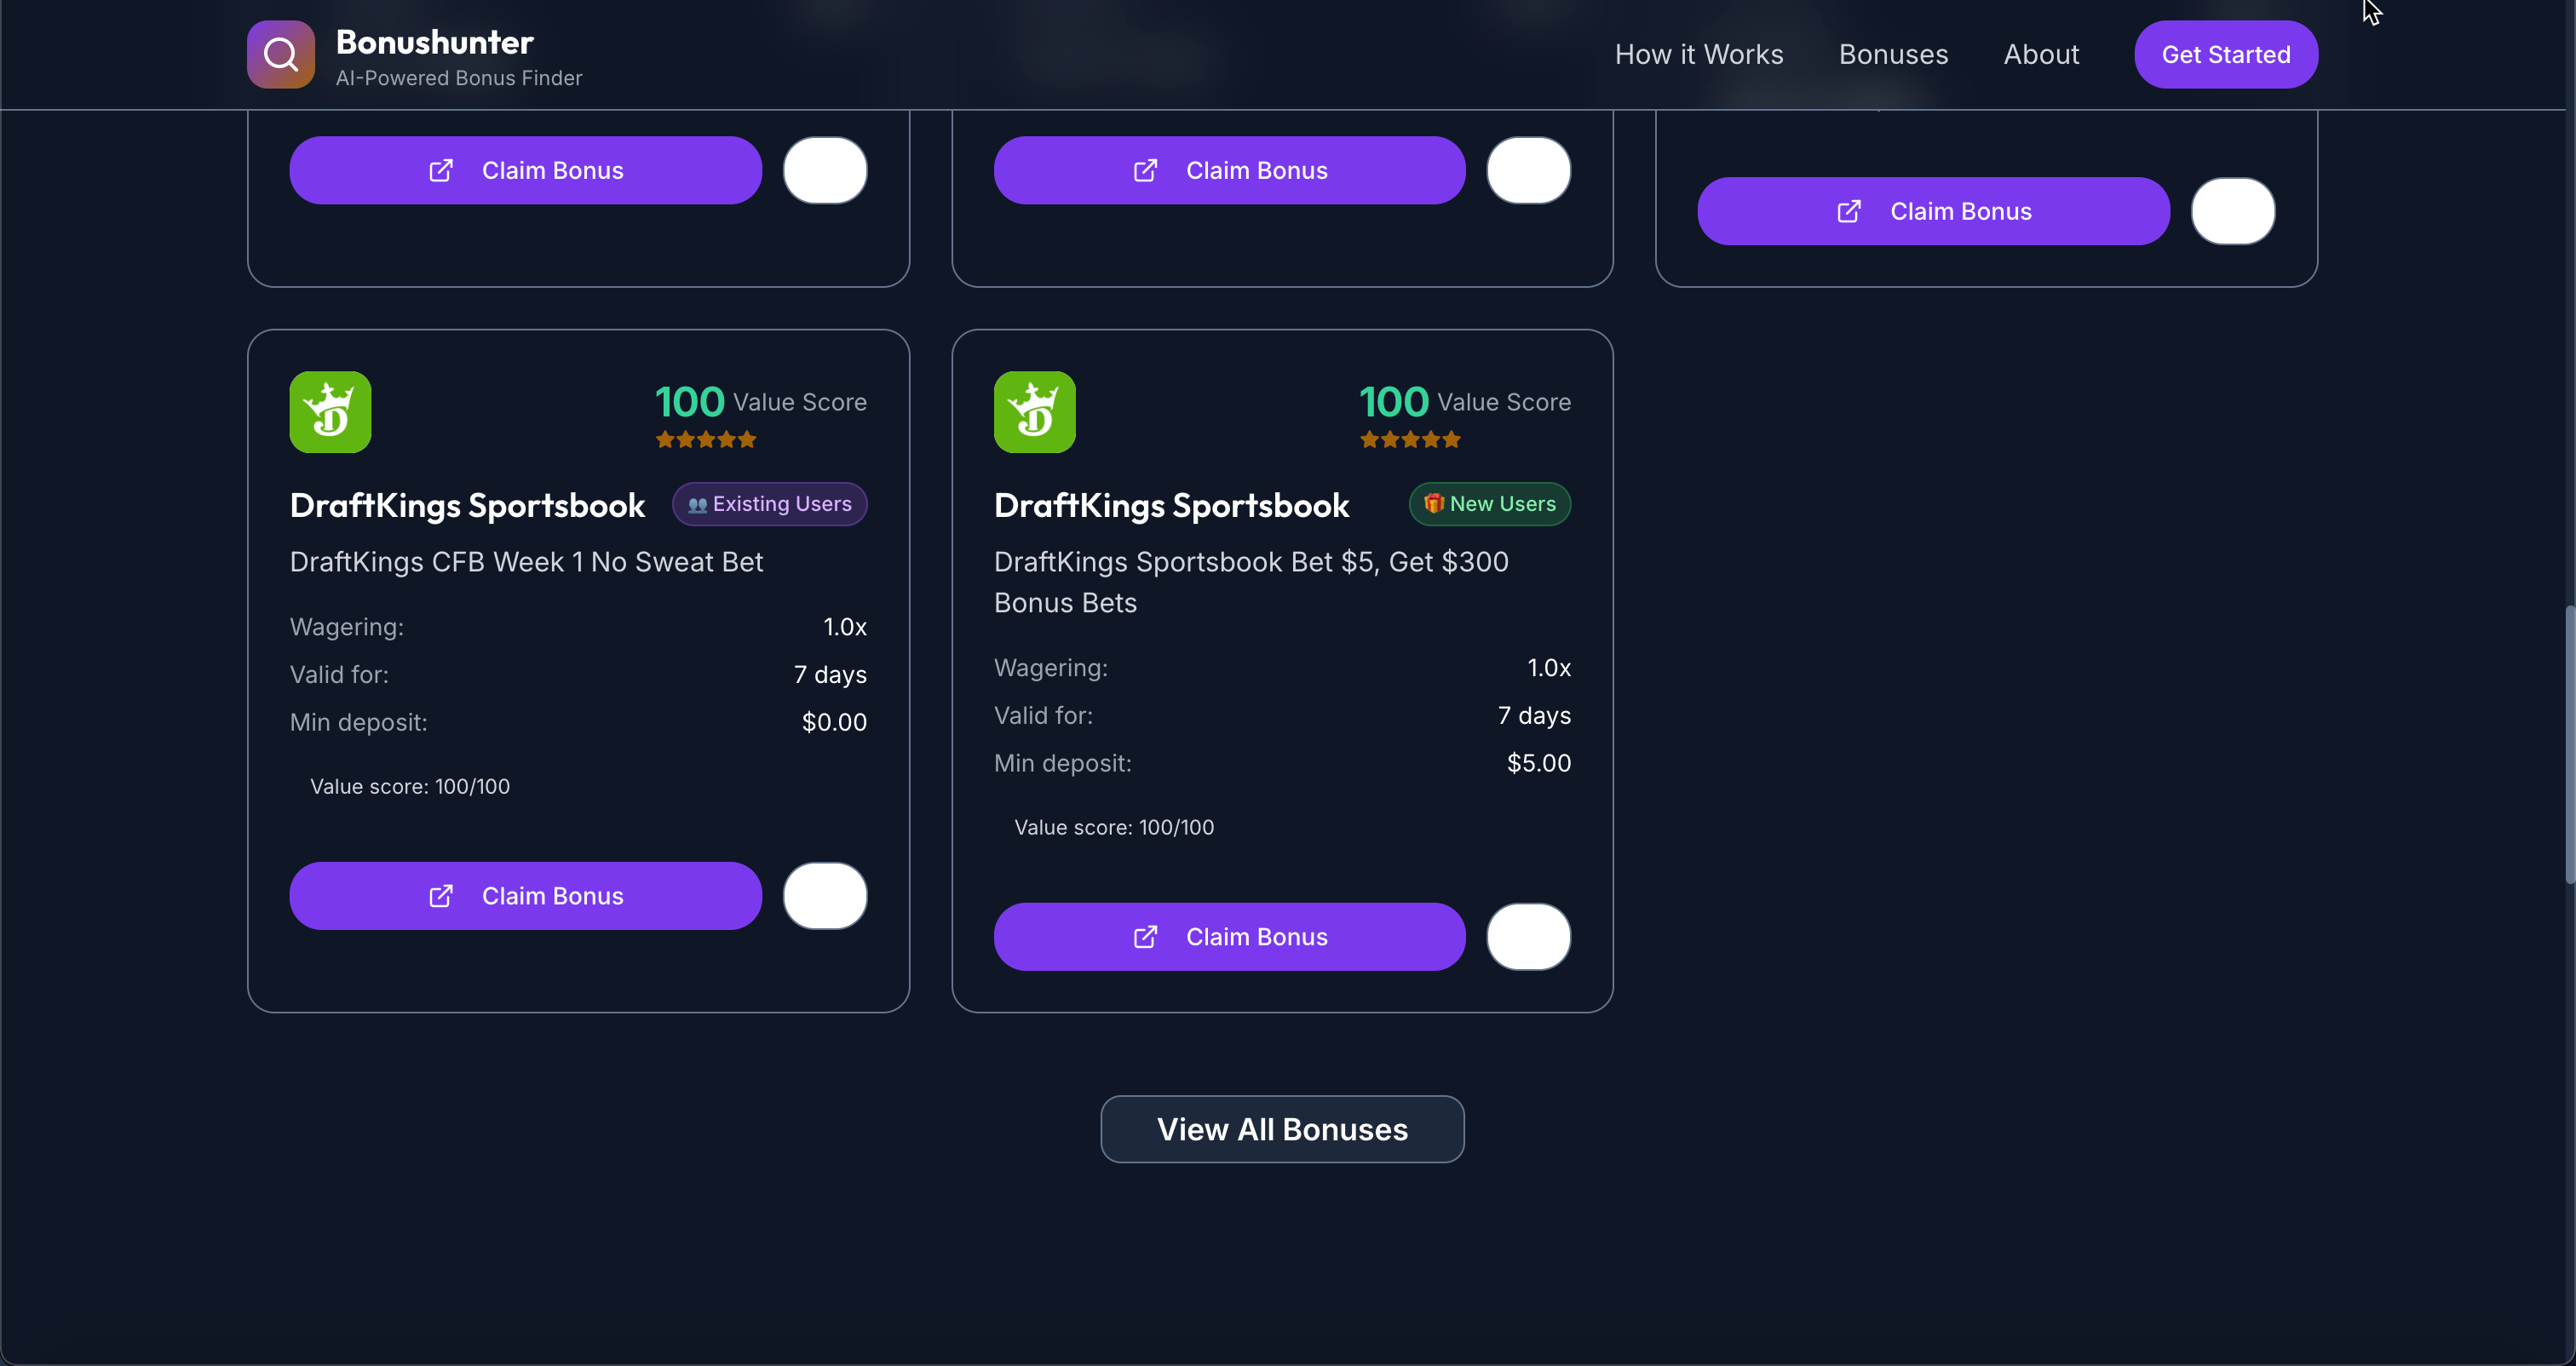 Bonushunter
AI-Powered Bonus Finder
How it Works
Bonuses
About
Get Started
Claim Bonus
Claim Bonus
Claim Bonus
100 Value Score
DraftKings Sportsbook
👥 Existing Users
DraftKings CFB Week 1 No Sweat Bet
Wagering: 1.0x
Valid for: 7 days
Min deposit: $0.00
Value score: 100/100
Claim Bonus
100 Value Score
DraftKings Sportsbook
🎁 New Users
DraftKings Sportsbook Bet $5, Get $300
Bonus Bets
Wagering: 1.0x
Valid for: 7 days
Min deposit: $5.00
Value score: 100/100
Claim Bonus
View All Bonuses